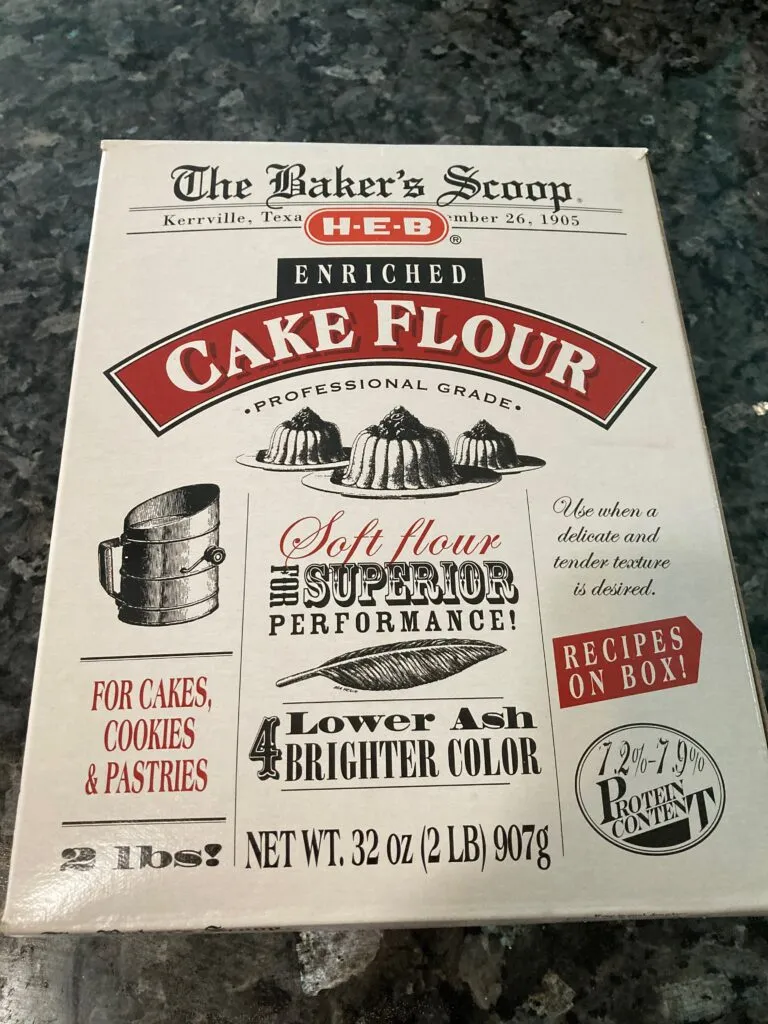 The Baker's Scoop
Kerrville, Texa
H-E-B®
ember 26, 1905
ENRICHED
CAKE FLOUR
•PROFESSIONAL GRADE•
Soft flour
FOR SUPERIOR
PERFORMANCE!
4 Lower Ash
BRIGHTER COLOR
FOR CAKES,
COOKIES
& PASTRIES
2 lbs!
NET WT. 32 oz (2 LB) 907g
Use when a
delicate and
tender texture
is desired.
RECIPES
ON BOX!
7.2%-7.9%
PROTEIN
CONTENT